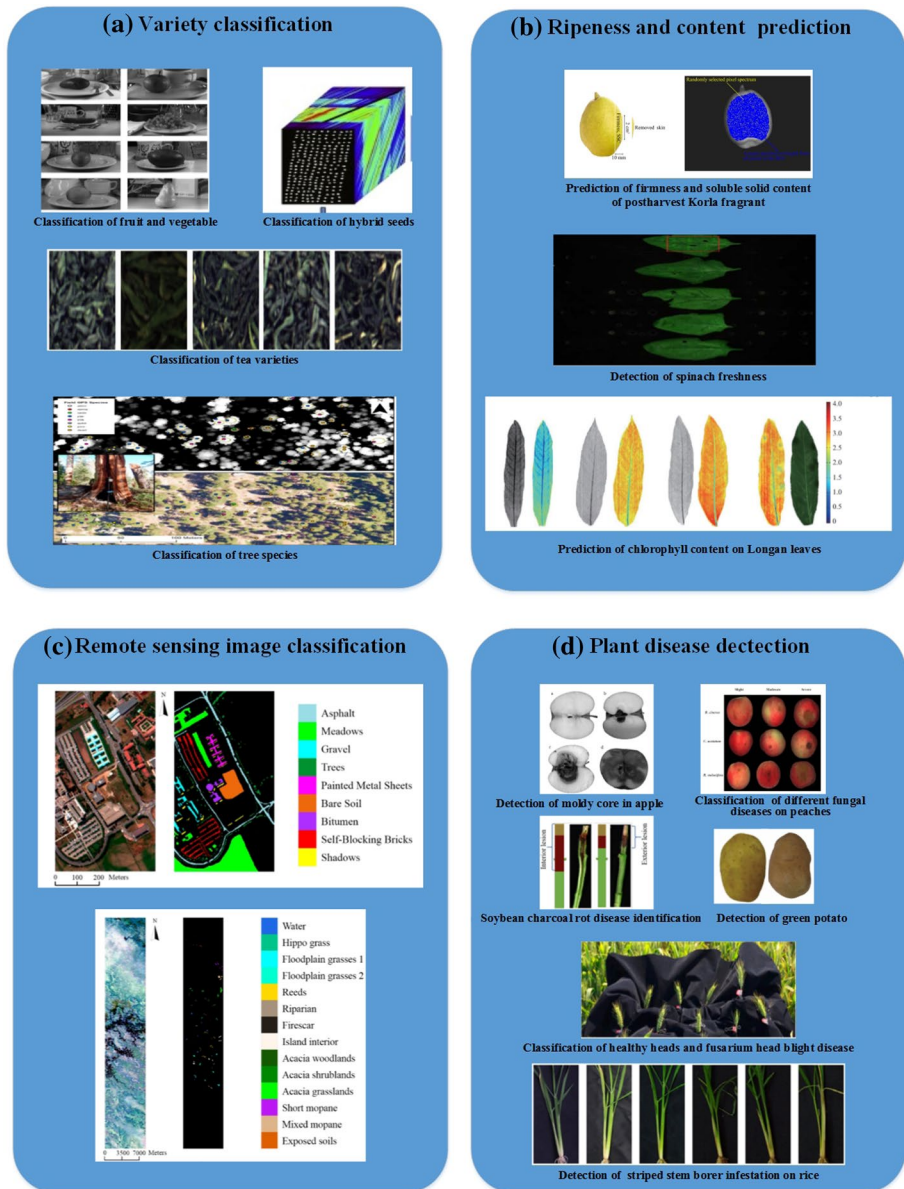 (a) Variety classification
Classification of fruit and vegetable
Classification of hybrid seeds
Classification of tea varieties
Classification of tree species
(b) Ripeness and content prediction
Randomly selected pixel spectrum
Removed skin
10 mm
Prediction of firmness and soluble solid content
of postharvest Korla fragrant
Detection of spinach freshness
4.0
3.5
3.0
2.5
2.0
1.5
1.0
0.5
0
Prediction of chlorophyll content on Longan leaves
(c) Remote sensing image classification
N
Asphalt
Meadows
Gravel
Trees
Painted Metal Sheets
Bare Soil
Bitumen
Self-Blocking Bricks
Shadows
0 100 200
Meters
N
Water
Hippo grass
Floodplain grasses 1
Floodplain grasses 2
Reeds
Riparian
Firescar
Island interior
Acacia woodlands
Acacia shrublands
Acacia grasslands
Short mopane
Mixed mopane
Exposed soils
0 3500 7000
Meters
(d) Plant disease dectection
a
b
c
d
Detection of moldy core in apple
Classification of different fungal
diseases on peaches
Interior lesion
Exterior lesion
Soybean charcoal rot disease identification
Detection of green potato
Classification of healthy heads and fusarium head blight disease
Detection of striped stem borer infestation on rice